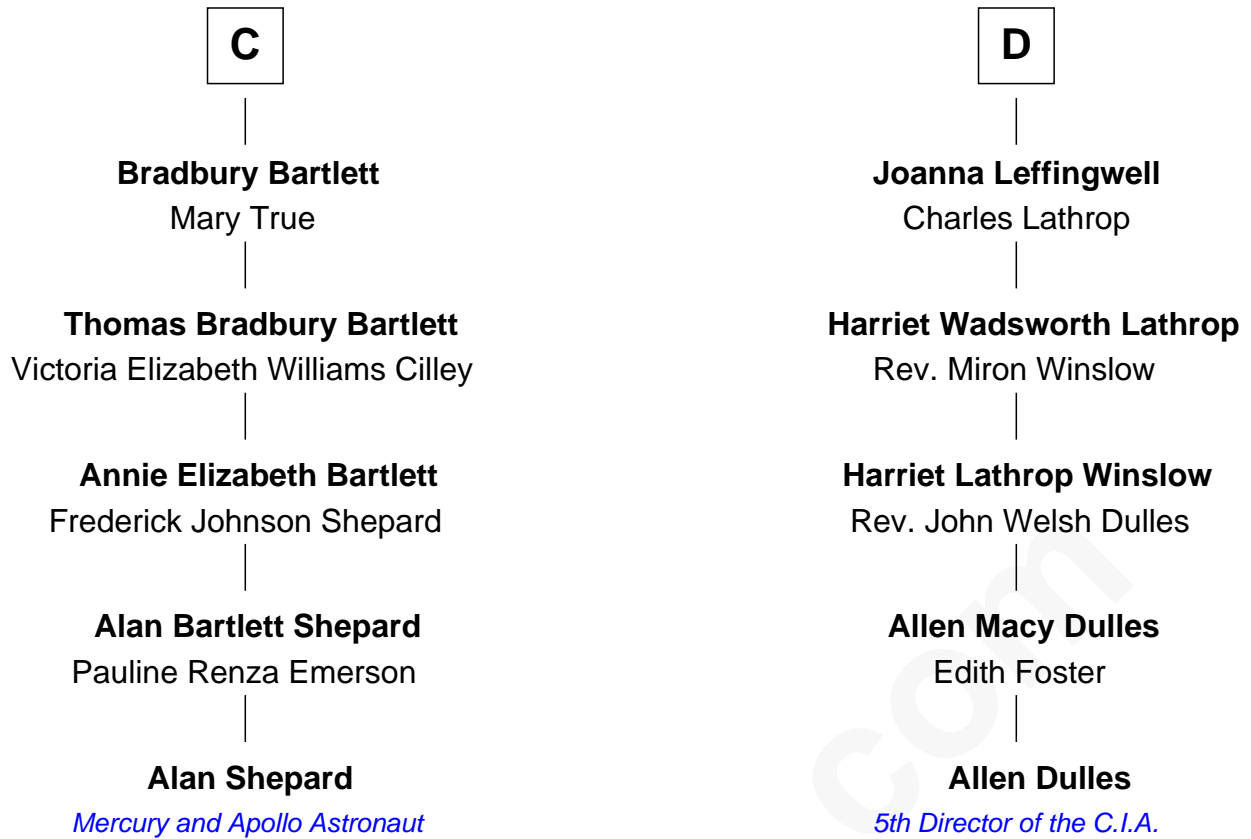 C
Bradbury Bartlett
Mary True
Thomas Bradbury Bartlett
Victoria Elizabeth Williams Cilley
Annie Elizabeth Bartlett
Frederick Johnson Shepard
Alan Bartlett Shepard
Pauline Renza Emerson
Alan Shepard
Mercury and Apollo Astronaut
D
Joanna Leffingwell
Charles Lathrop
Harriet Wadsworth Lathrop
Rev. Miron Winslow
Harriet Lathrop Winslow
Rev. John Welsh Dulles
Allen Macy Dulles
Edith Foster
Allen Dulles
5th Director of the C.I.A.
com